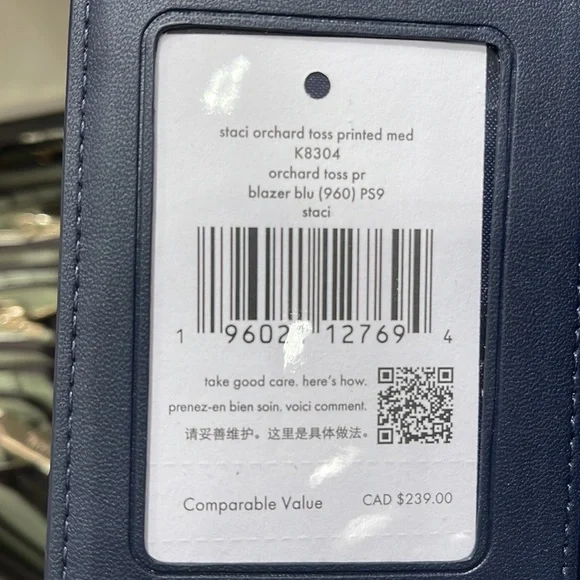 staci orchard toss printed med
K8304
orchard toss pr
blazer blu (960) PS9
staci
1 9602 12769 4
take good care. here's how.
prenez-en bien soin. voici comment.
请妥善维护。这里是具体做法。
Comparable Value CAD $239.00